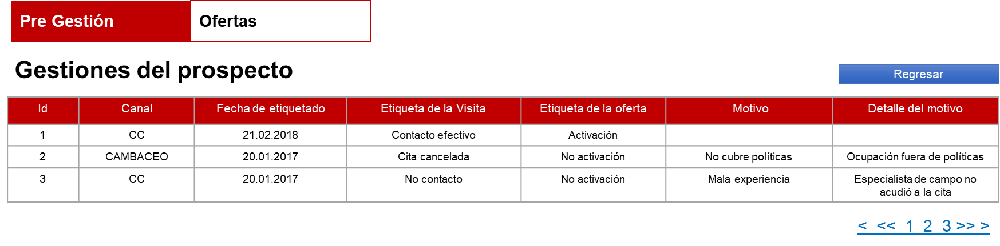 Pre Gestión Ofertas
Gestiones del prospecto
Regresar
Id Canal Fecha de etiquetado Etiqueta de la Visita Etiqueta de la oferta Motivo Detalle del motivo
1 CC 21.02.2018 Contacto efectivo Activación
2 CAMBACEO 20.01.2017 Cita cancelada No activación No cubre políticas Ocupación fuera de políticas
3 CC 20.01.2017 No contacto No activación Mala experiencia Especialista de campo no
acudió a la cita
< << 1 2 3 >> >